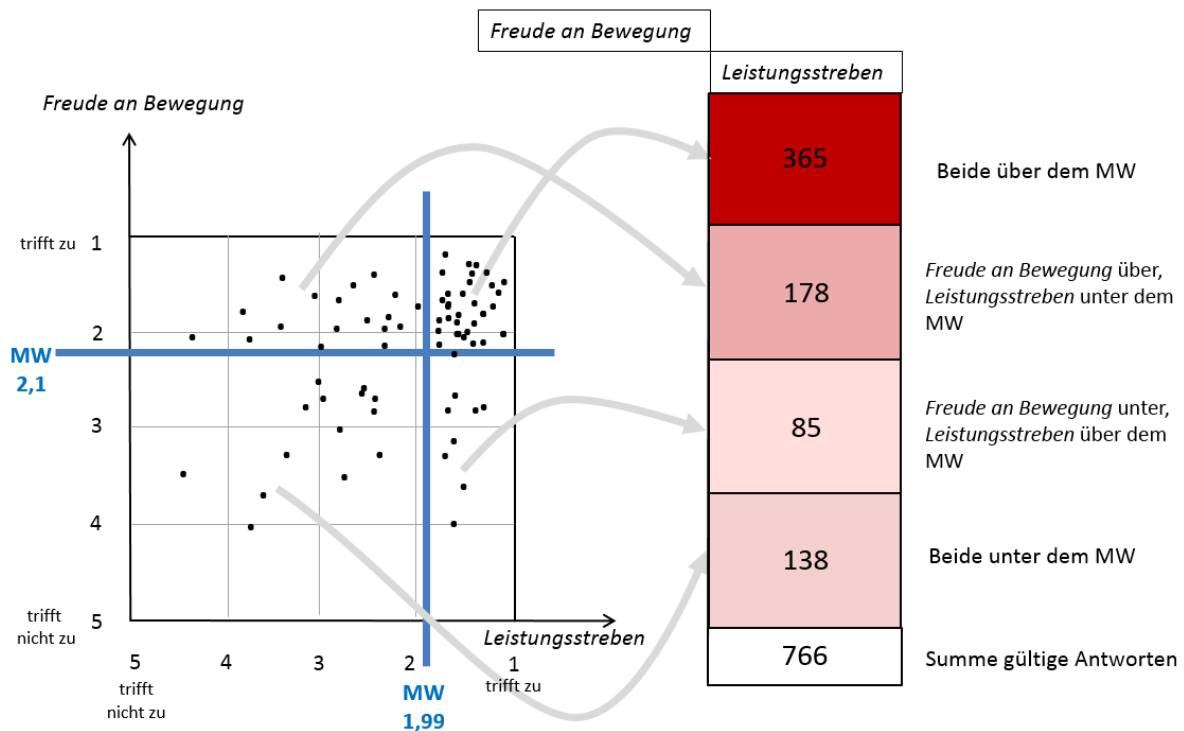 Freude an Bewegung
Leistungsstreben
Freude an Bewegung
365
Beide über dem MW
trifft zu 1
178
Freude an Bewegung über,
Leistungsstreben unter dem
MW
2
MW
2,1
85
Freude an Bewegung unter,
Leistungsstreben über dem
MW
3
4
138
Beide unter dem MW
trifft
nicht zu
5
Leistungsstreben
766
Summe gültige Antworten
5 4 3 2 1
trifft
nicht zu
trifft zu
MW
1,99